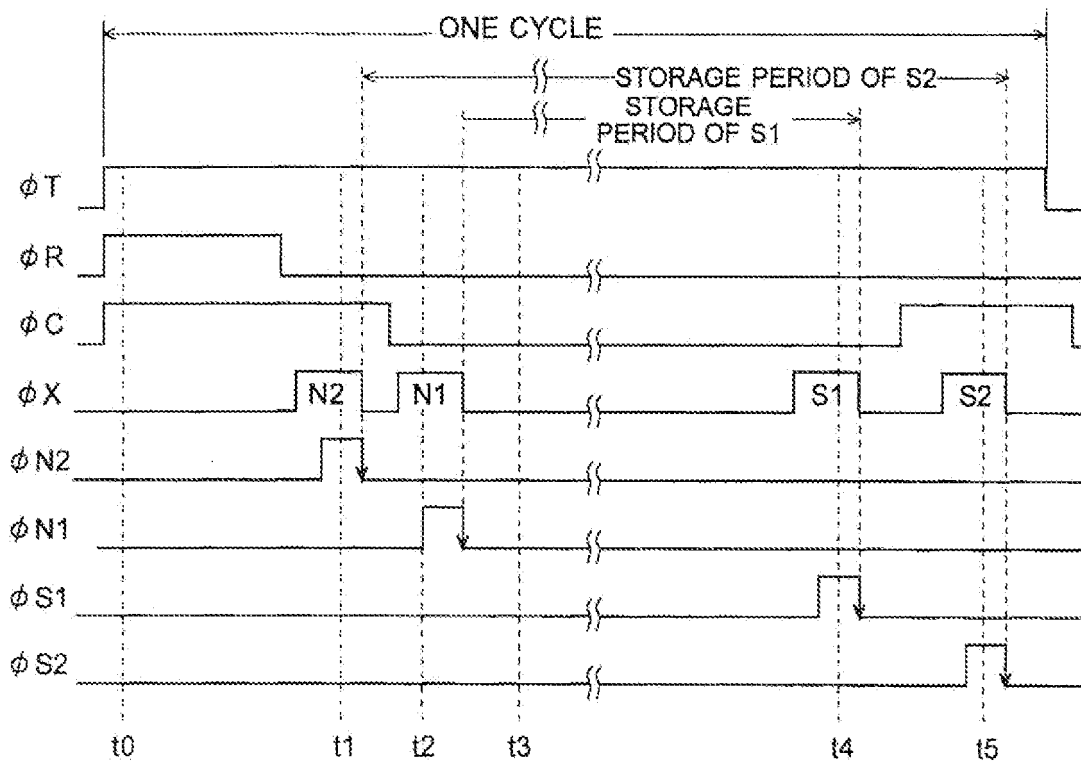 ONE CYCLE
STORAGE PERIOD OF S2
STORAGE
PERIOD OF S1
ϕT
ϕR
ϕC
ϕX
N2
N1
S1
S2
ϕN2
ϕN1
ϕS1
ϕS2
t0
t1
t2
t3
t4
t5